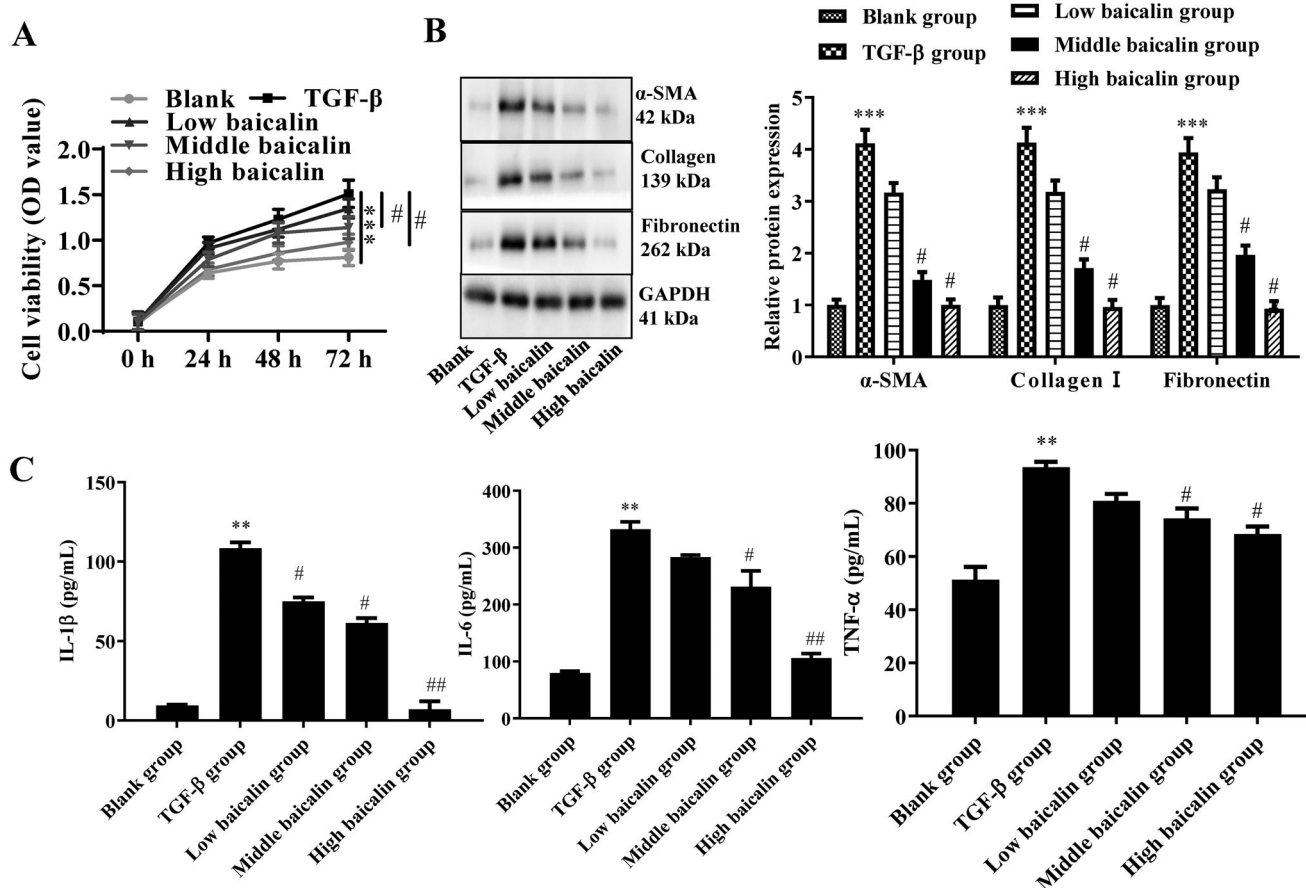 A
Blank
TGF-β
Low baicalin
Middle baicalin
High baicalin
Cell viability (OD value)
2.0
1.5
1.0
0.5
0.0
0 h 24 h 48 h 72 h
***
#
#
B
α-SMA
42 kDa
Collagen
139 kDa
Fibronectin
262 kDa
GAPDH
41 kDa
Blank
TGF-β
Low baicalin
Middle baicalin
High baicalin
Blank group
TGF-β group
Low baicalin group
Middle baicalin group
High baicalin group
Relative protein expression
5
4
3
2
1
0
*** # #
*** # #
*** # #
α-SMA Collagen Ⅰ Fibronectin
C
IL-1β (pg/mL)
150
100
50
0
** # # ##
Blank group
TGF-β group
Low baicalin group
Middle baicalin group
High baicalin group
IL-6 (pg/mL)
400
300
200
100
0
** # ##
Blank group
TGF-β group
Low baicalin group
Middle baicalin group
High baicalin group
TNF-α (pg/mL)
100
80
60
40
20
0
** # #
Blank group
TGF-β group
Low baicalin group
Middle baicalin group
High baicalin group